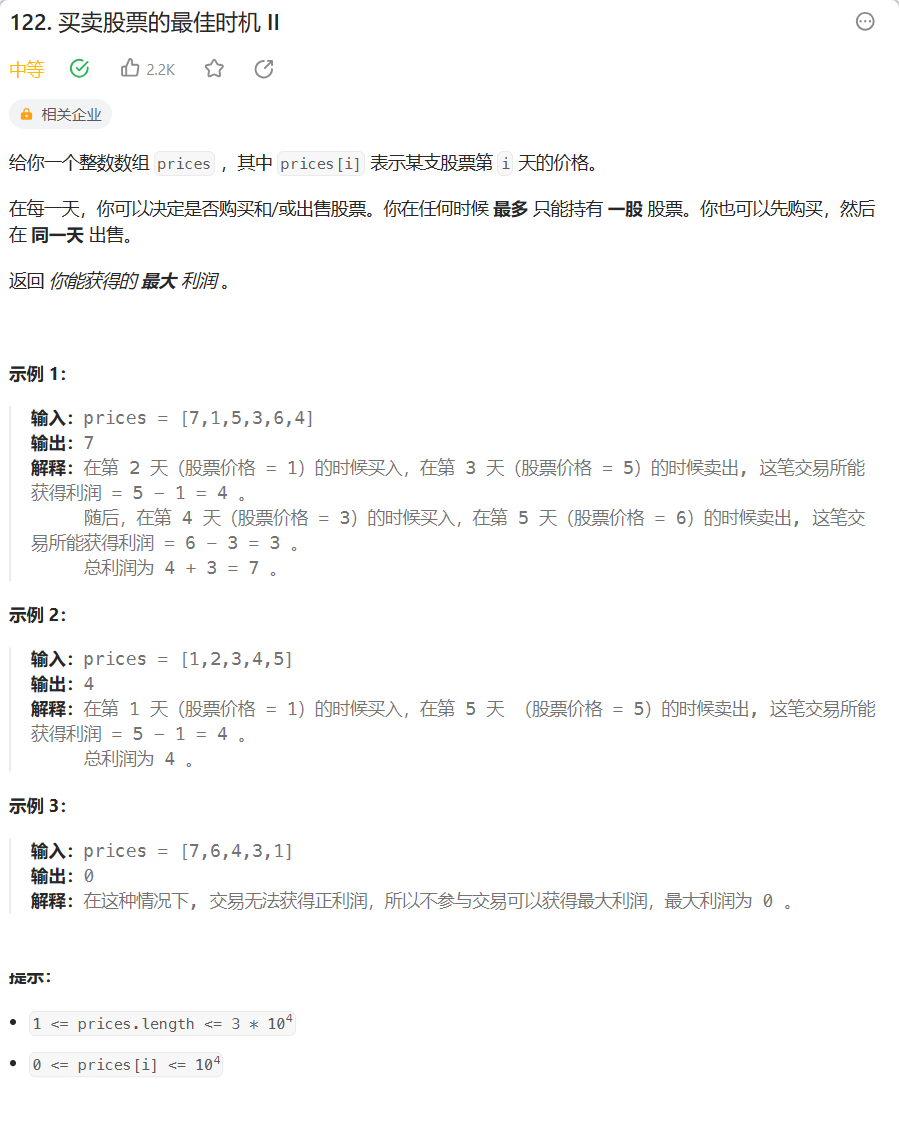 122. 买卖股票的最佳时机 II
中等 2.2K
相关企业
给你一个整数数组 prices ，其中 prices[i] 表示某支股票第 i 天的价格。
在每一天，你可以决定是否购买和/或出售股票。你在任何时候 最多 只能持有 一股 股票。你也可以先购买，然后
在 同一天 出售。
返回 你能获得的 最大 利润 。
示例 1：
输入：prices = [7,1,5,3,6,4]
输出：7
解释：在第 2 天（股票价格 = 1）的时候买入，在第 3 天（股票价格 = 5）的时候卖出, 这笔交易所能
获得利润 = 5 - 1 = 4 。
随后，在第 4 天（股票价格 = 3）的时候买入，在第 5 天（股票价格 = 6）的时候卖出, 这笔交
易所能获得利润 = 6 - 3 = 3 。
总利润为 4 + 3 = 7 。
示例 2：
输入：prices = [1,2,3,4,5]
输出：4
解释：在第 1 天（股票价格 = 1）的时候买入，在第 5 天 （股票价格 = 5）的时候卖出, 这笔交易所能
获得利润 = 5 - 1 = 4 。
总利润为 4 。
示例 3：
输入：prices = [7,6,4,3,1]
输出：0
解释：在这种情况下, 交易无法获得正利润，所以不参与交易可以获得最大利润，最大利润为 0 。
提示：
• 1 <= prices.length <= 3 * 10⁴
• 0 <= prices[i] <= 10⁴